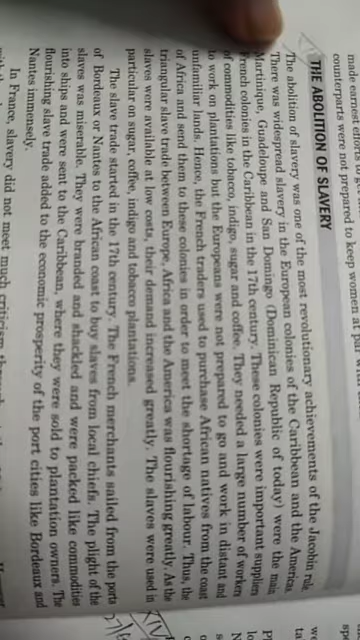 made earnest efforts to
counterparts were not prepared to keep women at par
THE ABOLITION OF SLAVERY
The abolition of slavery was one of the most revolutionary achievements of the Jacobin rule.
There was widespread slavery in the European colonies of the Caribbean and the Americas.
Martinique, Guadeloupe and San Domingo (Dominican Republic of today) were the main
French colonies in the Caribbean in the 17th century. These colonies were important suppliers
of commodities like tobacco, indigo, sugar and coffee. They needed a large number of workers
to work on plantations but the Europeans were not prepared to go and work in distant and
unfamiliar lands. Hence, the French traders used to purchase African natives from the coast
of Africa and send them to these colonies in order to meet the shortage of labour. Thus, the
triangular slave trade between Europe, Africa and the America was flourishing greatly. As the
slaves were available at low costs, their demand increased greatly. The slaves were used in
particular on sugar, coffee, indigo and tobacco plantations.
The slave trade started in the 17th century. The French merchants sailed from the ports
of Bordeaux or Nantes to the African coast to buy slaves from local chiefs. The pligth of the
slaves was miserable. They were branded and shackled and were packed like commodities
into ships and were sent to the Caribbean, where they were sold to plantation owners. The
flourishing slave trade added to the economic prosperity of the port cities like Bordeaux and
Nantes immensely.
In France, slavery did not meet much criticism